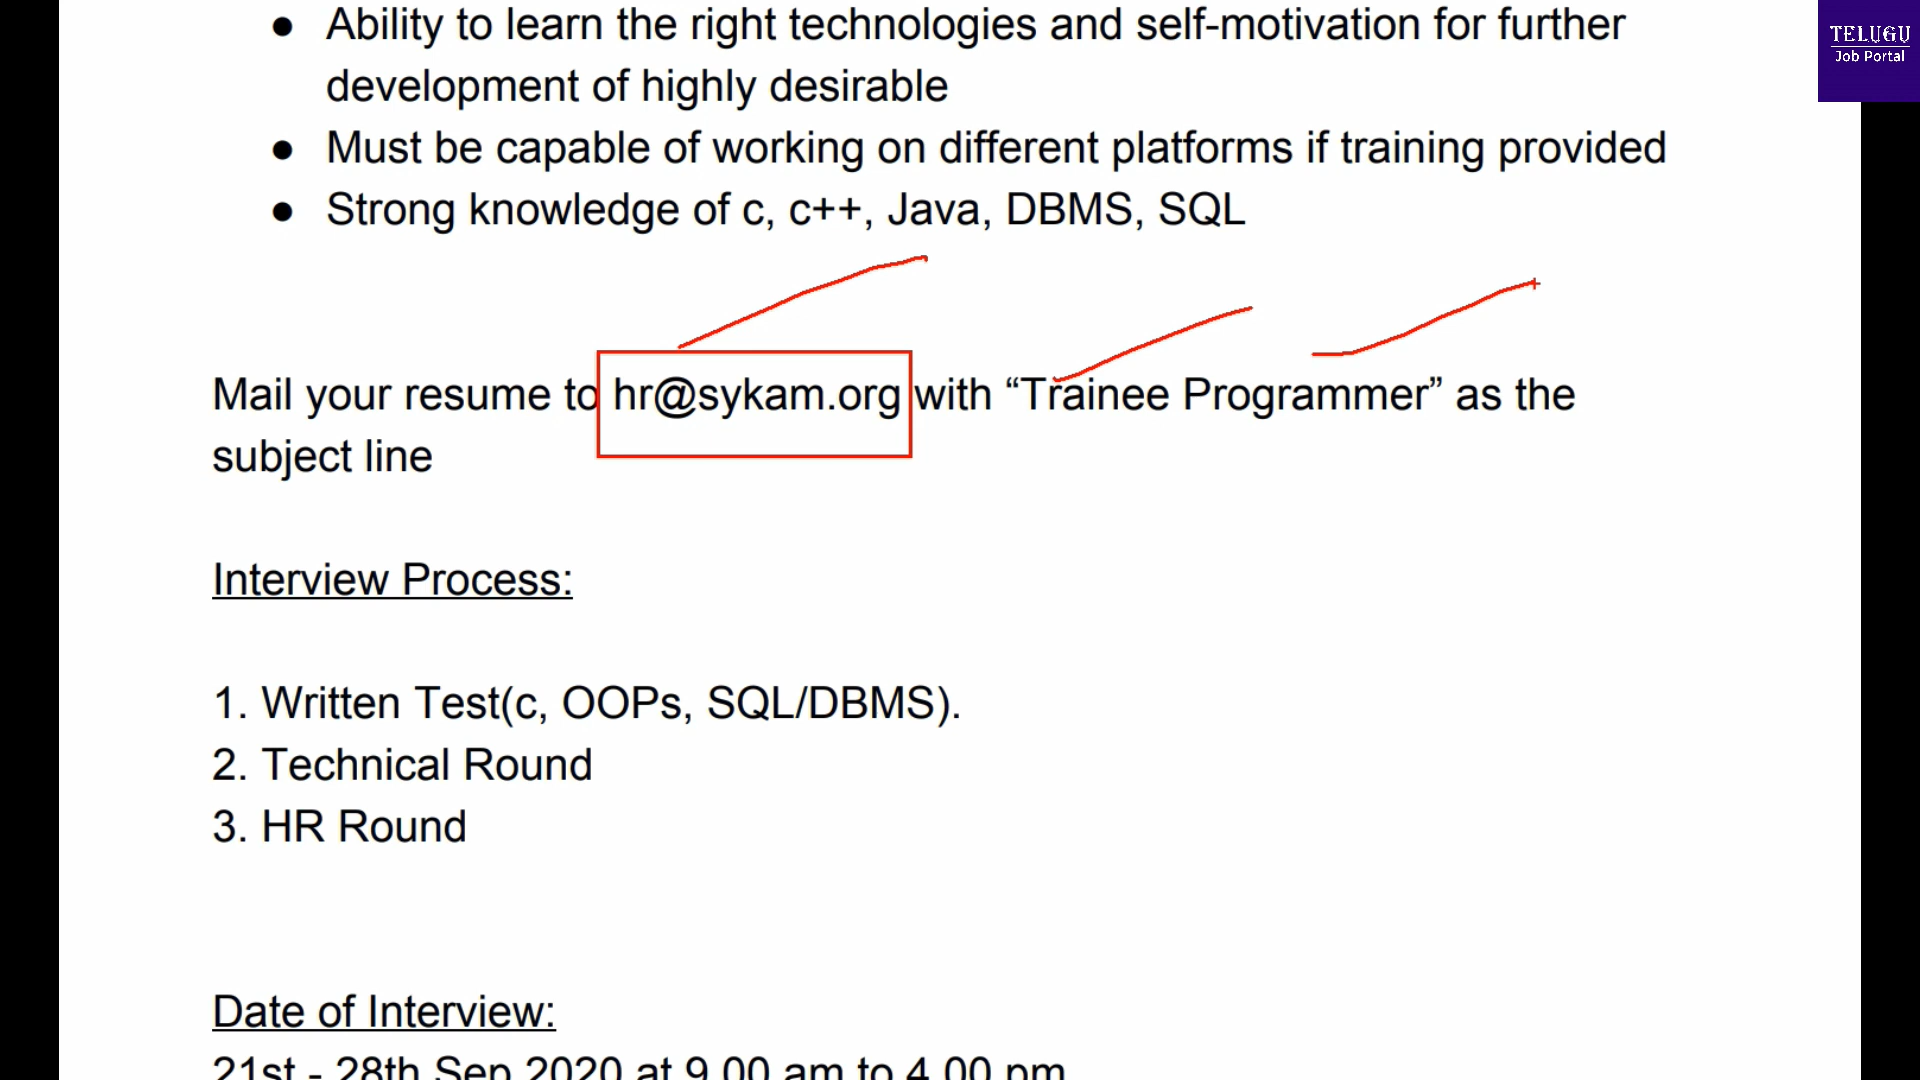 TELUGU
Job Portal
● Ability to learn the right technologies and self-motivation for further
development of highly desirable
● Must be capable of working on different platforms if training provided
● Strong knowledge of c, c++, Java, DBMS, SQL
Mail your resume to hr@sykam.org with “Trainee Programmer” as the
subject line
Interview Process:
1. Written Test(c, OOPs, SQL/DBMS).
2. Technical Round
3. HR Round
Date of Interview:
21st - 28th Sep 2020 at 9.00 am to 4.00 pm